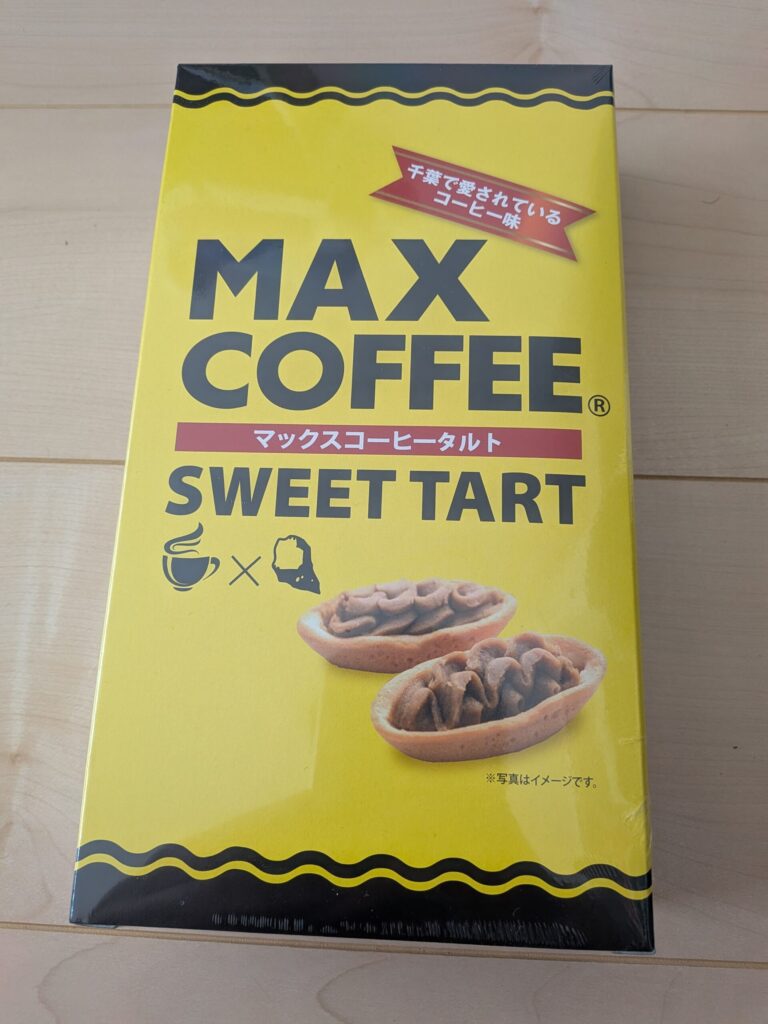 千葉で愛されている
コーヒー味
MAX
COFFEE®
マックスコーヒータルト
SWEET TART
※写真はイメージです。